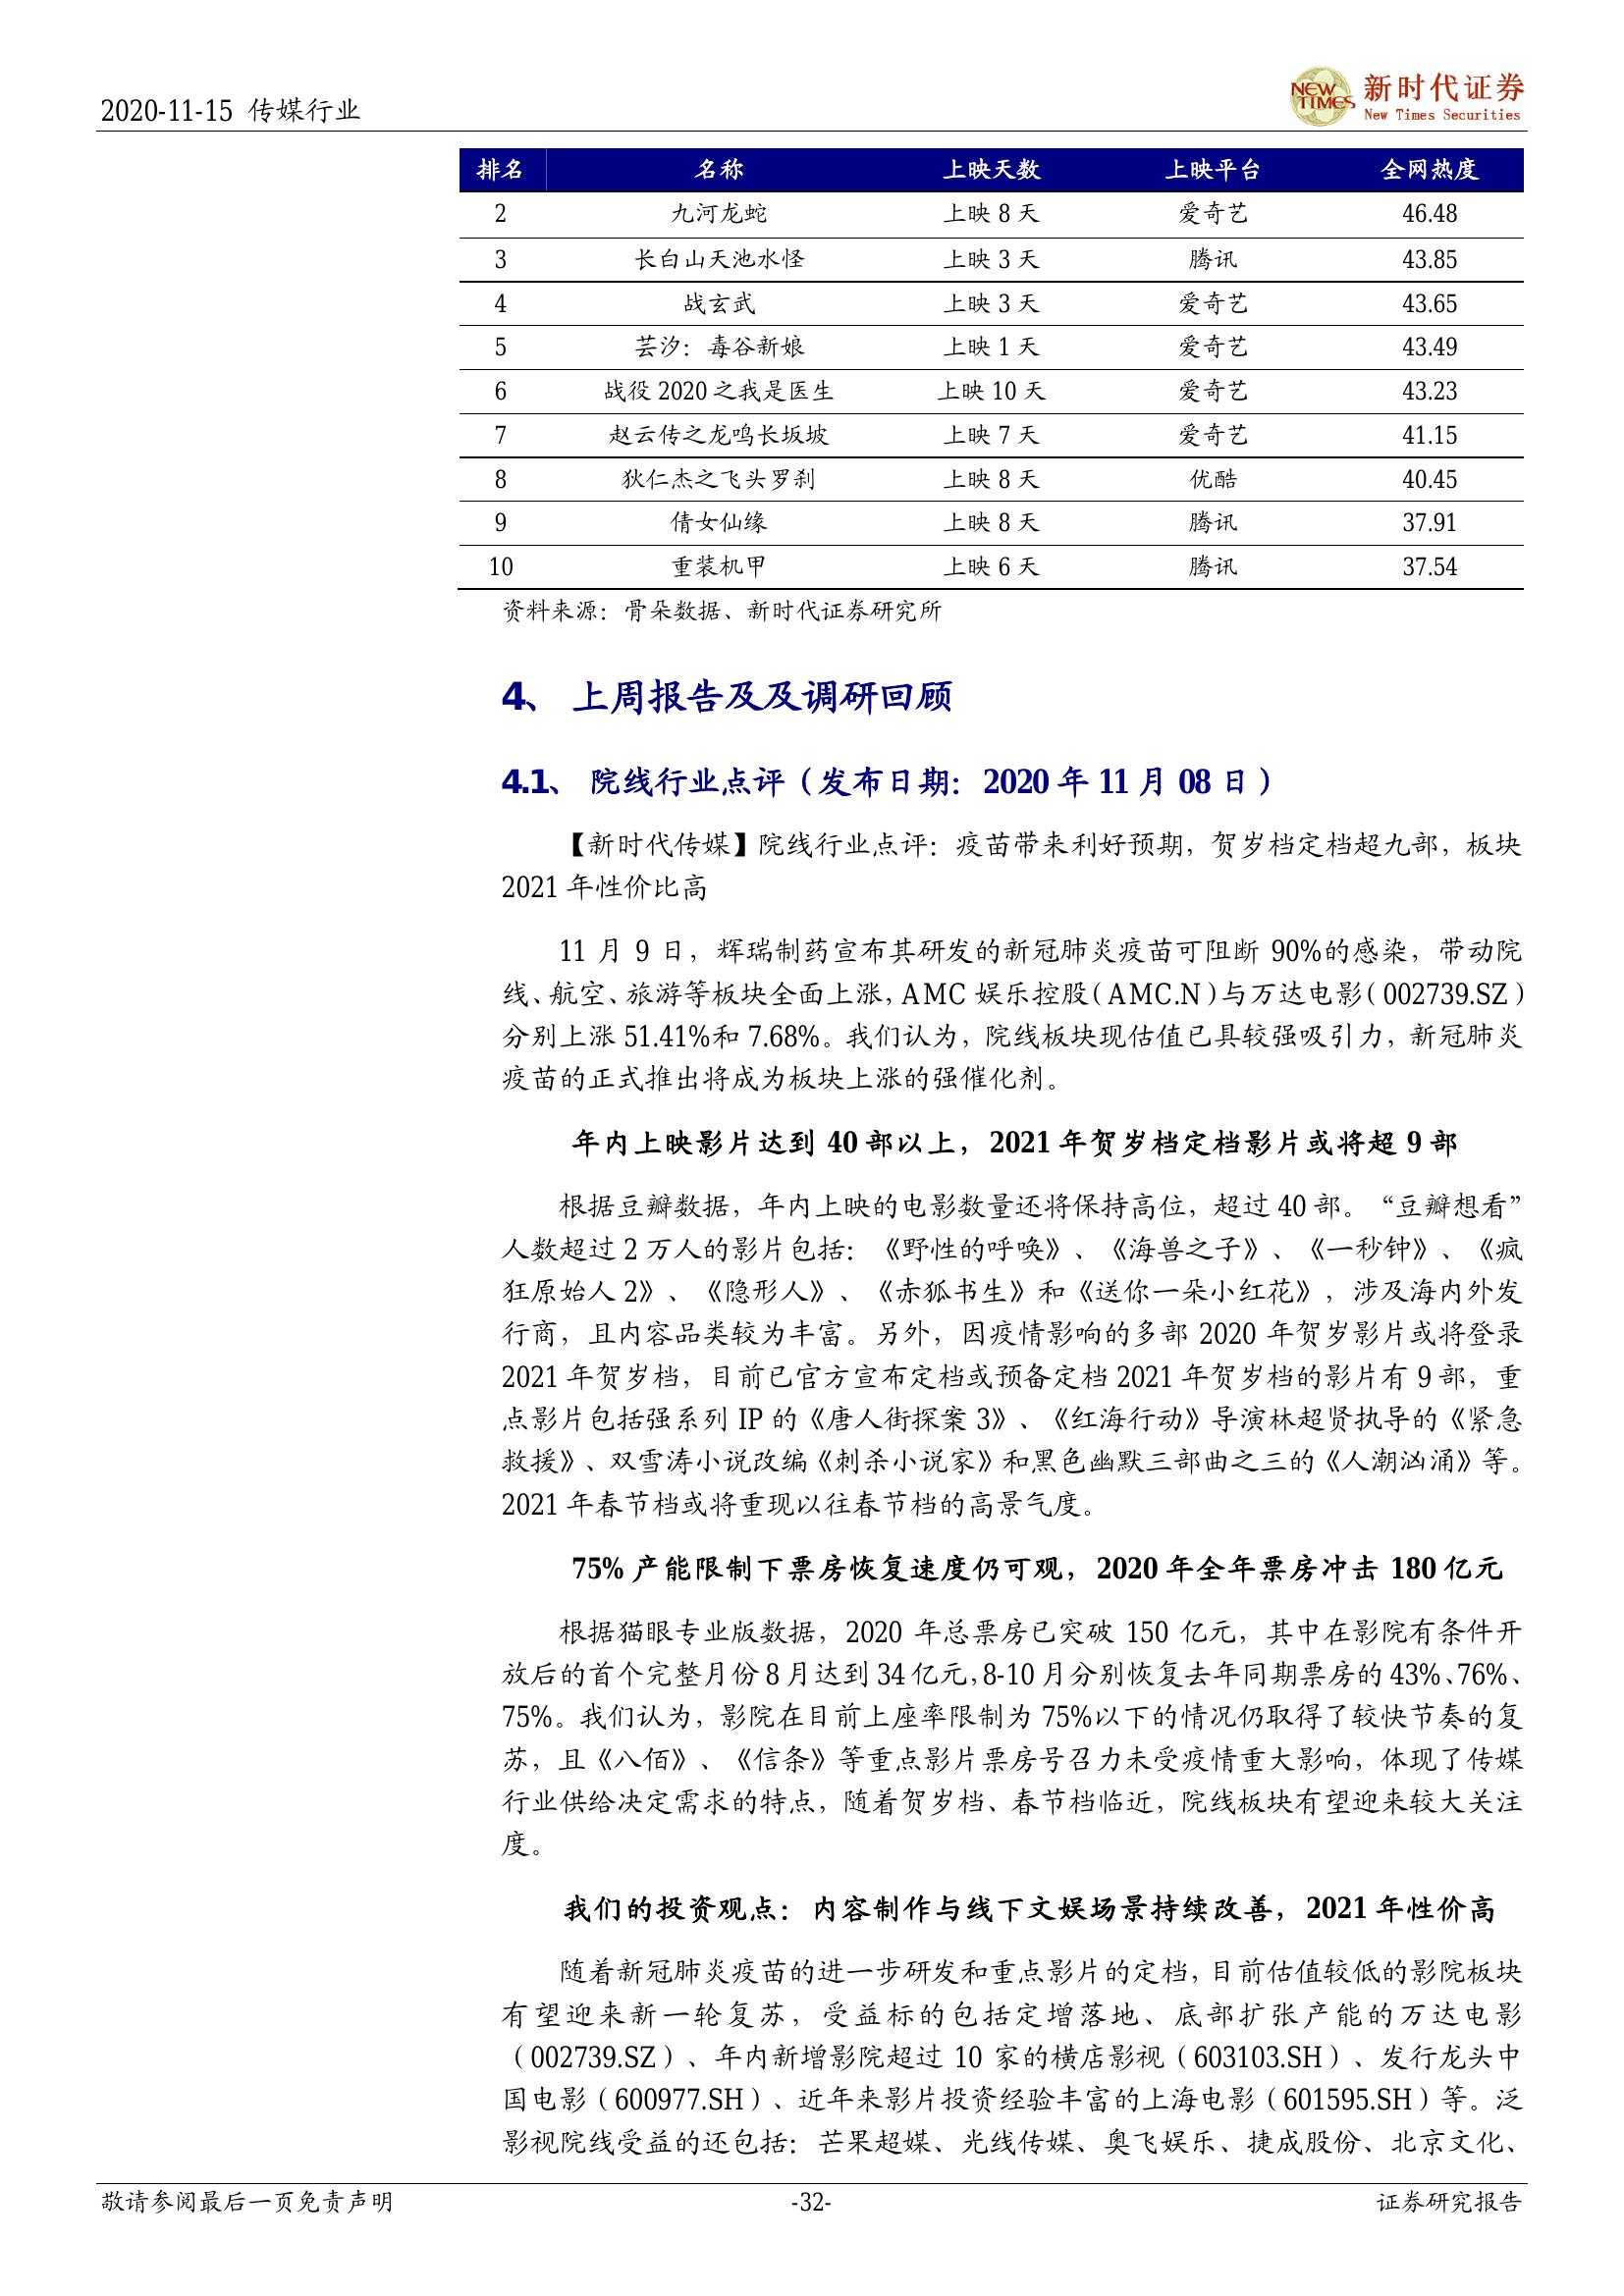 2020-11-15 传媒行业
NEW TIMES 新时代证券
New Times Securities
排名 名称 上映天数 上映平台 全网热度
2 九河龙蛇 上映 8 天 爱奇艺 46.48
3 长白山天池水怪 上映 3 天 腾讯 43.85
4 战玄武 上映 3 天 爱奇艺 43.65
5 芸汐：毒谷新娘 上映 1 天 爱奇艺 43.49
6 战役 2020 之我是医生 上映 10 天 爱奇艺 43.23
7 赵云传之龙鸣长坂坡 上映 7 天 爱奇艺 41.15
8 狄仁杰之飞头罗刹 上映 8 天 优酷 40.45
9 倩女仙缘 上映 8 天 腾讯 37.91
10 重装机甲 上映 6 天 腾讯 37.54
资料来源：骨朵数据、新时代证券研究所
4、 上周报告及及调研回顾
4.1、 院线行业点评（发布日期：2020 年 11 月 08 日）
【新时代传媒】院线行业点评：疫苗带来利好预期，贺岁档定档超九部，板块
2021 年性价比高
11 月 9 日，辉瑞制药宣布其研发的新冠肺炎疫苗可阻断 90%的感染，带动院
线、航空、旅游等板块全面上涨，AMC 娱乐控股（AMC.N）与万达电影（002739.SZ）
分别上涨 51.41%和 7.68%。我们认为，院线板块现估值已具较强吸引力，新冠肺炎
疫苗的正式推出将成为板块上涨的强催化剂。
年内上映影片达到 40 部以上，2021 年贺岁档定档影片或将超 9 部
根据豆瓣数据，年内上映的电影数量还将保持高位，超过 40 部。“豆瓣想看”
人数超过 2 万人的影片包括：《野性的呼唤》、《海兽之子》、《一秒钟》、《疯
狂原始人 2》、《隐形人》、《赤狐书生》和《送你一朵小红花》，涉及海内外发
行商，且内容品类较为丰富。另外，因疫情影响的多部 2020 年贺岁影片或将登录
2021 年贺岁档，目前已官方宣布定档或预备定档 2021 年贺岁档的影片有 9 部，重
点影片包括强系列 IP 的《唐人街探案 3》、《红海行动》导演林超贤执导的《紧急
救援》、双雪涛小说改编《刺杀小说家》和黑色幽默三部曲之三的《人潮汹涌》等。
2021 年春节档或将重现以往春节档的高景气度。
75% 产能限制下票房恢复速度仍可观，2020 年全年票房冲击 180 亿元
根据猫眼专业版数据，2020 年总票房已突破 150 亿元，其中在影院有条件开
放后的首个完整月份 8 月达到 34 亿元，8-10 月分别恢复去年同期票房的 43%、76%、
75%。我们认为，影院在目前上座率限制为 75%以下的情况仍取得了较快节奏的复
苏，且《八佰》、《信条》等重点影片票房号召力未受疫情重大影响，体现了传媒
行业供给决定需求的特点，随着贺岁档、春节档临近，院线板块有望迎来较大关注
度。
我们的投资观点：内容制作与线下文娱场景持续改善，2021 年性价高
随着新冠肺炎疫苗的进一步研发和重点影片的定档，目前估值较低的影院板块
有望迎来新一轮复苏，受益标的包括定增落地、底部扩张产能的万达电影
（002739.SZ）、年内新增影院超过 10 家的横店影视（603103.SH）、发行龙头中
国电影（600977.SH）、近年来影片投资经验丰富的上海电影（601595.SH）等。泛
影视院线受益的还包括：芒果超媒、光线传媒、奥飞娱乐、捷成股份、北京文化、
敬请参阅最后一页免责声明 -32- 证券研究报告